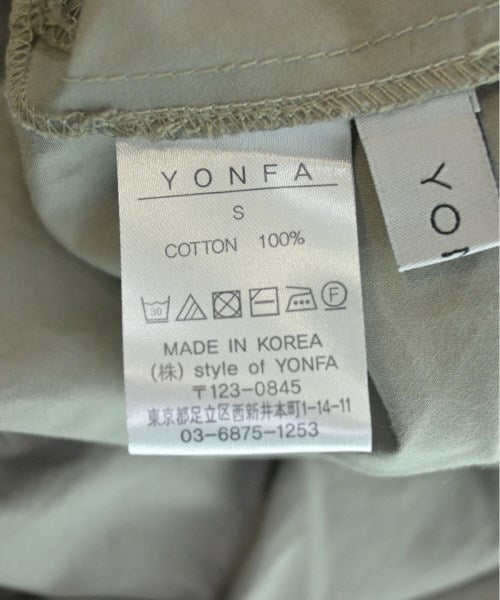 YONFA
S
COTTON 100%
30
F
MADE IN KOREA
(株) style of YONFA
〒123-0845
東京都足立区西新井本町1-14-11
03-6875-1253
YO